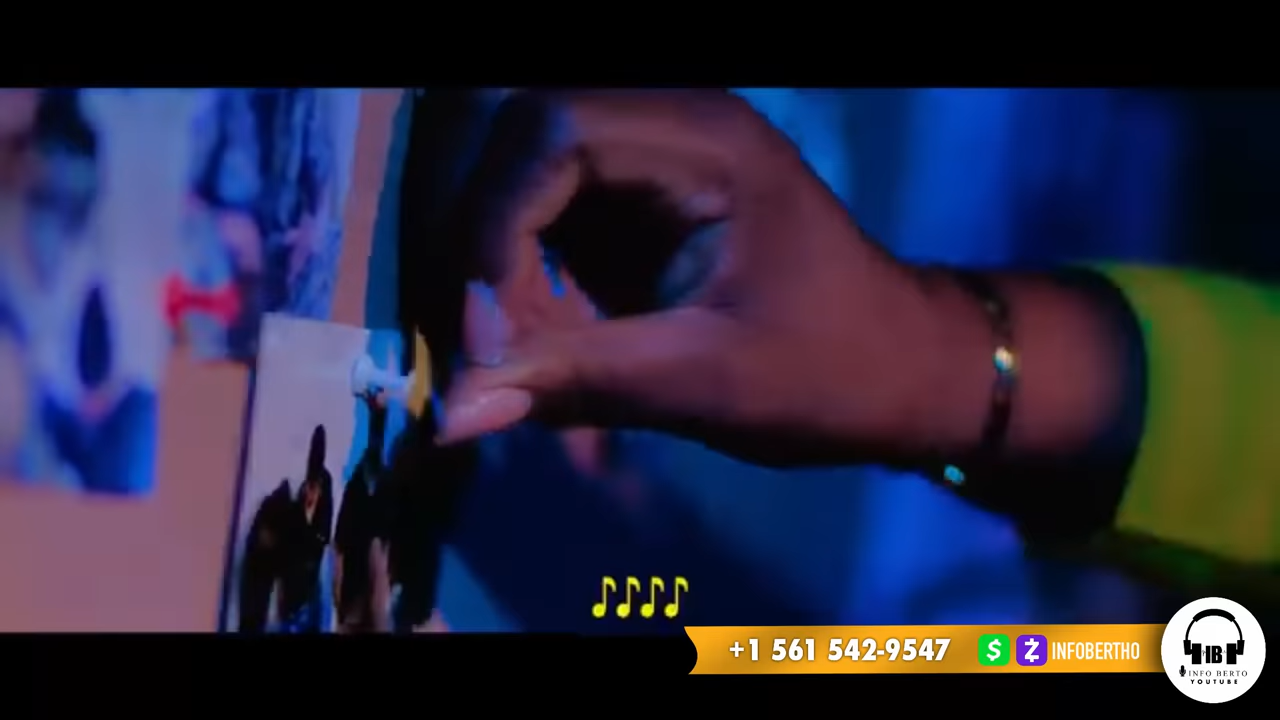 ♪♪♪♪
+1 561 542-9547 INFOBERTHO
IB
INFO BERTO
YOUTUBE